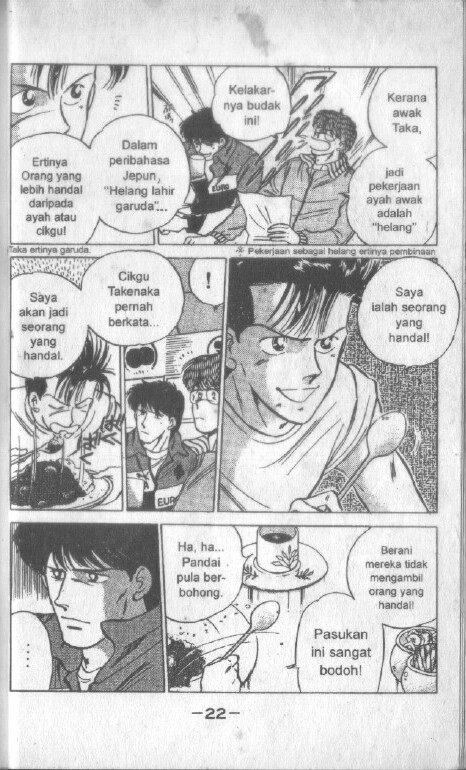 Kerana
awak
Taka,
jadi
pekerjaan
ayah awak
adalah
"helang"
Kelakar-
nya budak
ini!
Dalam
peribahasa
Jepun,
"Helang lahir
garuda"...
EURO
Ertinya
Orang yang
lebih handal
daripada
ayah atau
cikgu!
※ Pekerjaan sebagai helang ertinya pembinaan
Taka ertinya garuda.
Saya
ialah seorang
yang
handal!
!
Cikgu
Takenaka
pernah
berkata...
EURO
Saya
akan jadi
seorang
yang
handal.
Berani
mereka tidak
mengambil
orang yang
handal!
Pasukan
ini sangat
bodoh!
Ha, ha...
Pandai
pula ber-
bohong.
....
－22－